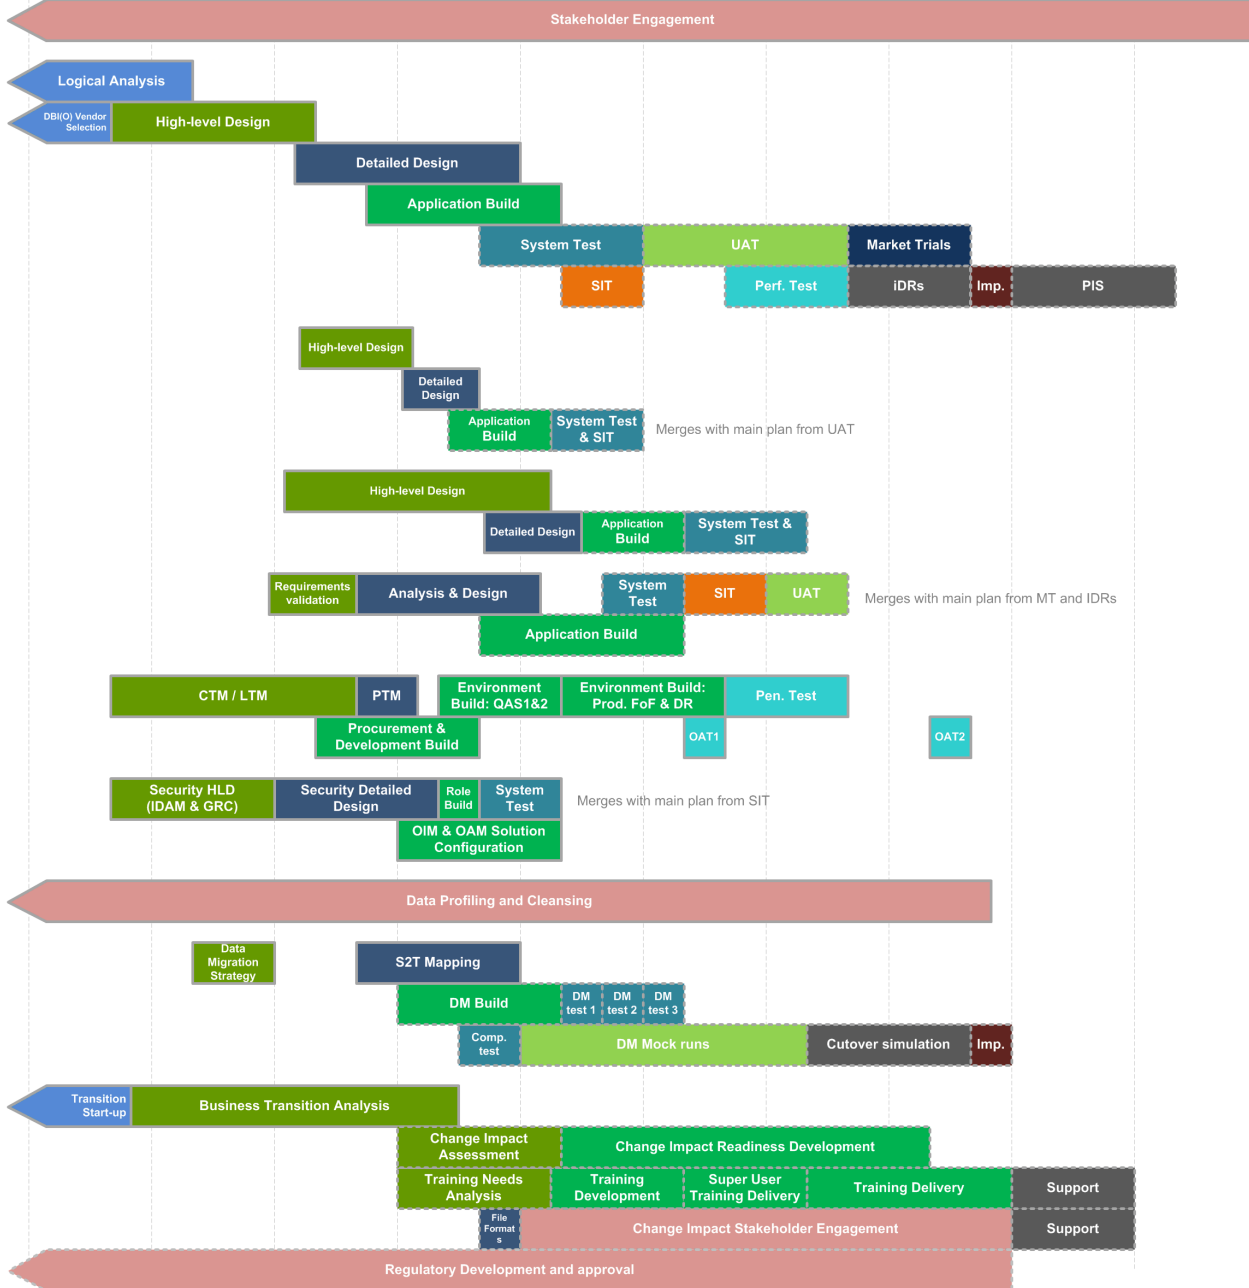 Stakeholder Engagement
Logical Analysis
DBI(O) Vendor
Selection
High-level Design
Detailed Design
Application Build
System Test
UAT
Market Trials
SIT
Perf. Test
iDRs
Imp.
PIS
High-level Design
Detailed
Design
Application
Build
System Test
& SIT
Merges with main plan from UAT
High-level Design
Detailed Design
Application
Build
System Test &
SIT
Requirements
validation
Analysis & Design
System
Test
SIT
UAT
Merges with main plan from MT and IDRs
Application Build
CTM / LTM
PTM
Environment
Build: QAS1&2
Environment Build:
Prod. FoF & DR
Pen. Test
Procurement &
Development Build
OAT1
OAT2
Security HLD
(IDAM & GRC)
Security Detailed
Design
Role
Build
System
Test
Merges with main plan from SIT
OIM & OAM Solution
Configuration
Data Profiling and Cleansing
Data
Migration
Strategy
S2T Mapping
DM Build
DM
test 1
DM
test 2
DM
test 3
Comp.
test
DM Mock runs
Cutover simulation
Imp.
Transition
Start-up
Business Transition Analysis
Change Impact
Assessment
Change Impact Readiness Development
Training Needs
Analysis
Training
Development
Super User
Training Delivery
Training Delivery
Support
File
Format
s
Change Impact Stakeholder Engagement
Support
Regulatory Development and approval